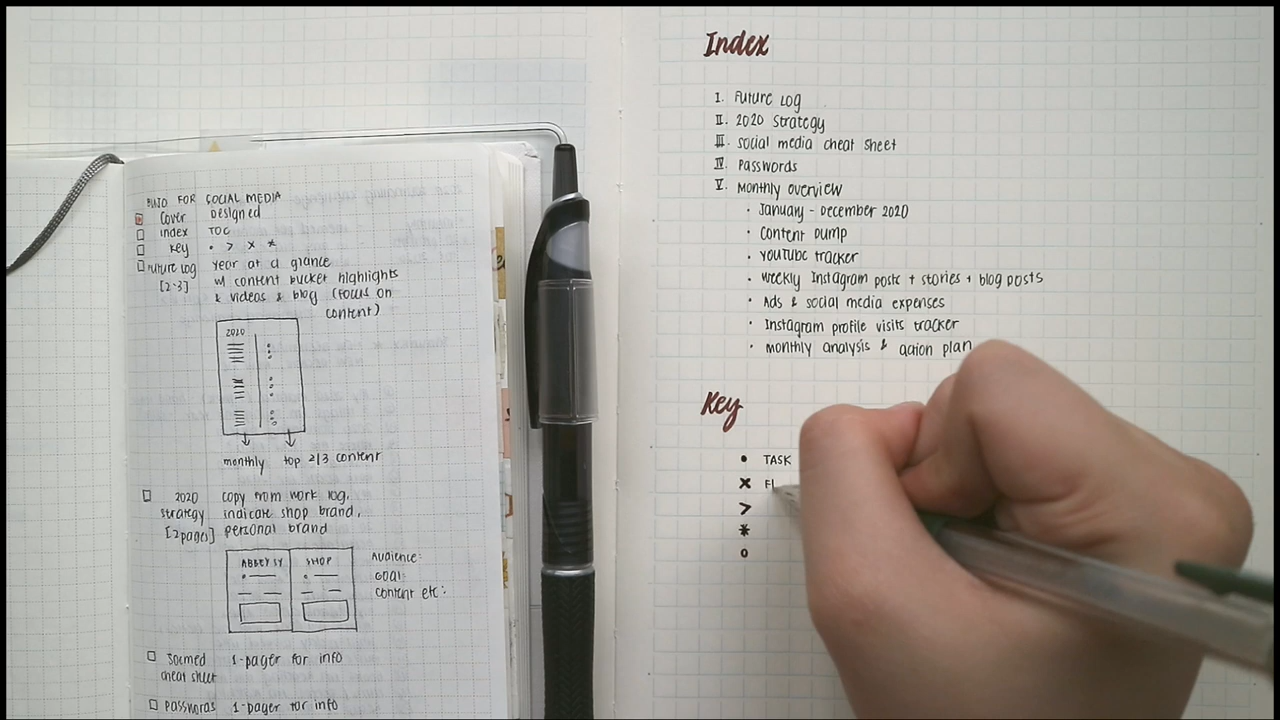 BUJO FOR SOCIAL MEDIA
Cover Designed
index TOC
key • > x *
Future Log year at a glance
[2-3] w/ content bucket highlights
& videos & blog (focus on
content)
2020
monthly top 2/3 content
2020 copy from work log,
strategy indicate shop brand,
[2 pages] personal brand
ABBEY SY SHOP
Audience:
Goal:
content etc:
Socmed 1-pager for info
cheat sheet
passwords 1-pager for info
Index
I. Future Log
II. 2020 Strategy
III. Social media cheat sheet
IV. Passwords
V. Monthly overview
• January - December 2020
• Content Dump
• YouTube tracker
• Weekly Instagram posts + stories + blog posts
• Ads & social media expenses
• Instagram profile visits tracker
• monthly analysis & action plan
Key
• TASK
x FI
>
*
o